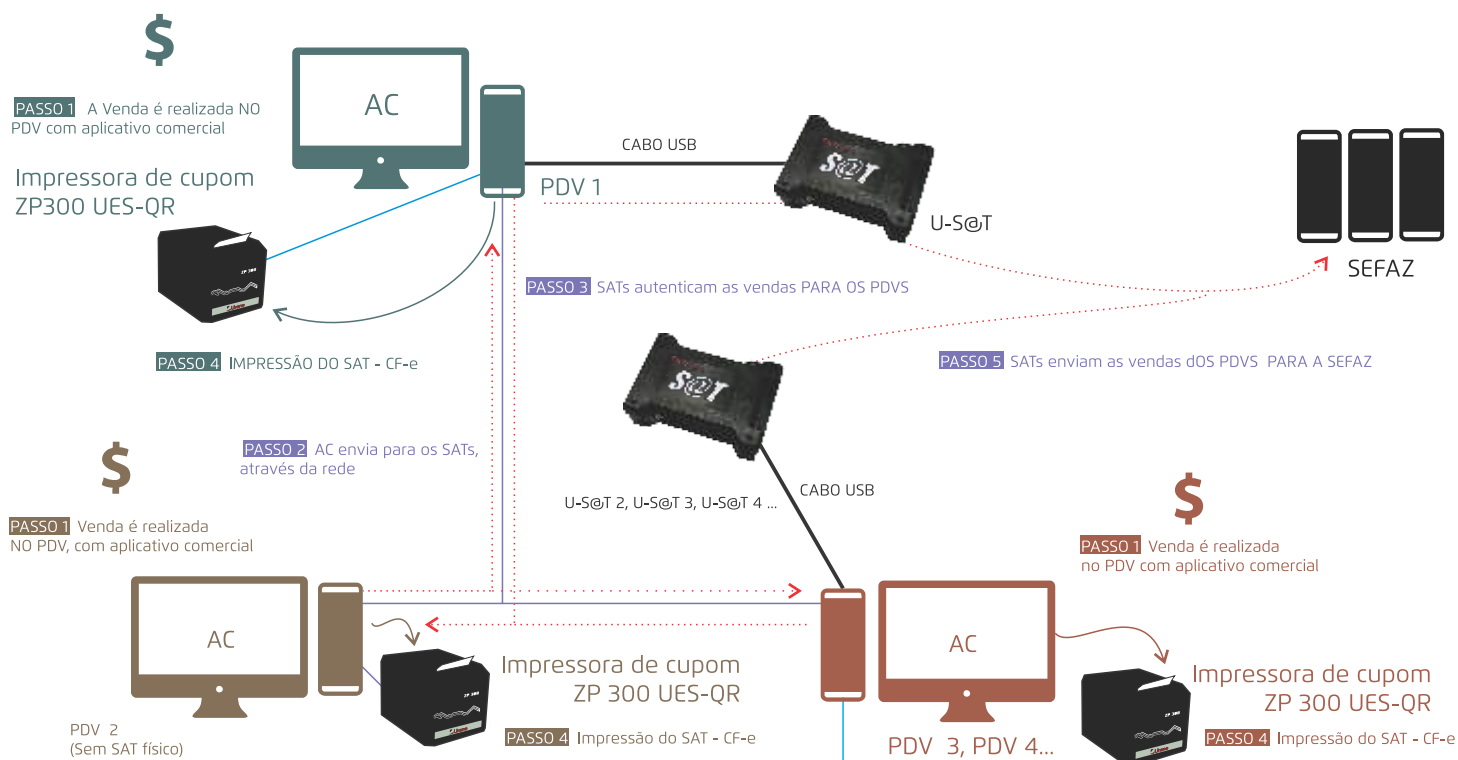 $
PASSO 1 A Venda é realizada NO
PDV com aplicativo comercial
AC
Impressora de cupom
ZP300 UES-QR
ZP 300
PDV 1
CABO USB
S@T
U-S@T
SEFAZ
PASSO 3 SATs autenticam as vendas PARA OS PDVS
PASSO 4 IMPRESSÃO DO SAT - CF-e
PASSO 5 SATs enviam as vendas dOS PDVS PARA A SEFAZ
S@T
PASSO 2 AC envia para os SATs,
através da rede
U-S@T 2, U-S@T 3, U-S@T 4 ...
CABO USB
$
PASSO 1 Venda é realizada
NO PDV, com aplicativo comercial
AC
PDV 2
(Sem SAT físico)
ZP 300
Impressora de cupom
ZP 300 UES-QR
PASSO 4 Impressão do SAT - CF-e
$
PASSO 1 Venda é realizada
no PDV com aplicativo comercial
AC
PDV 3, PDV 4...
ZP 300
Impressora de cupom
ZP 300 UES-QR
PASSO 4 Impressão do SAT - CF-e